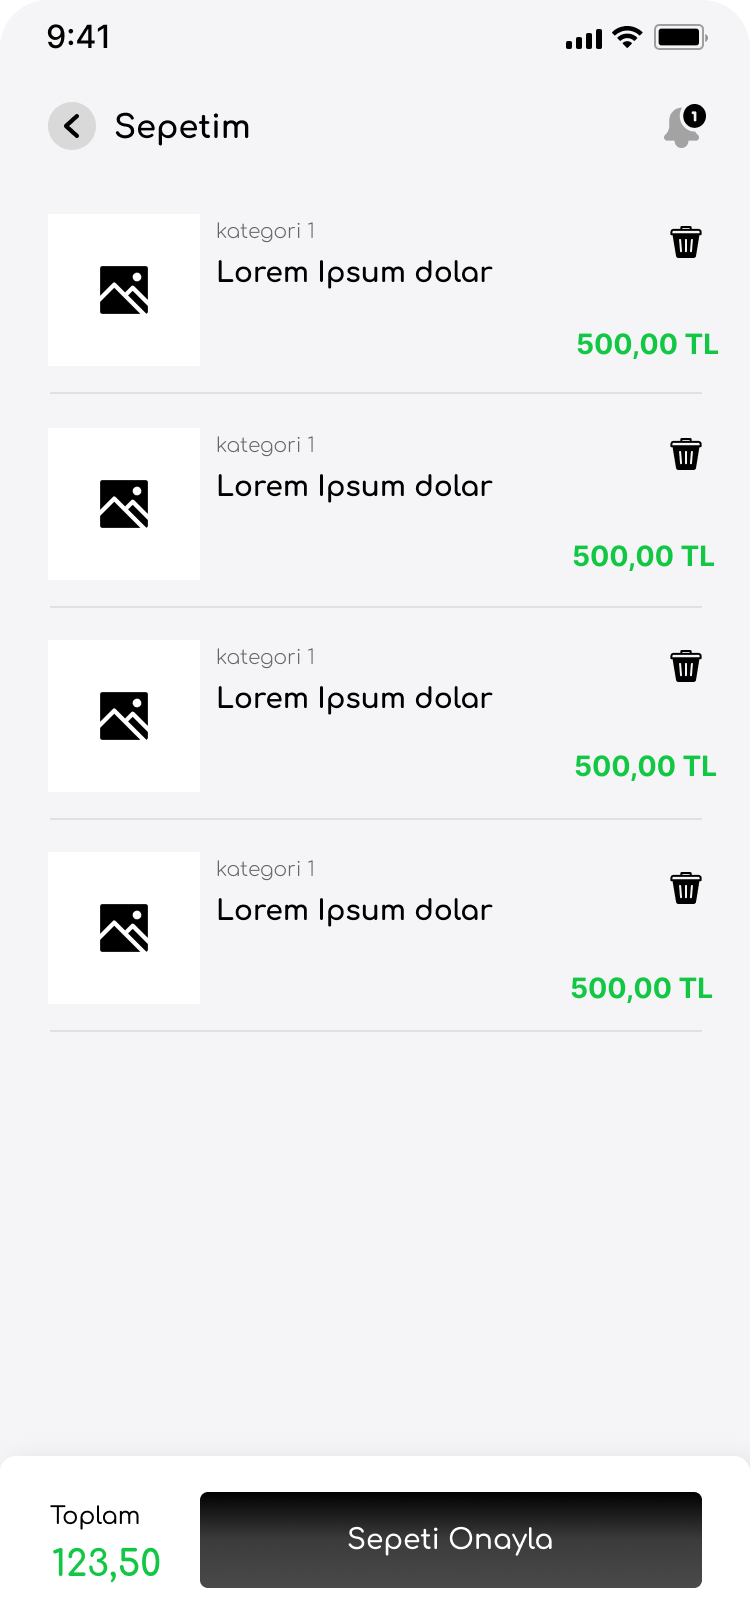 9:41
Sepetim
1
kategori 1
Lorem Ipsum dolar
500,00 TL
kategori 1
Lorem Ipsum dolar
500,00 TL
kategori 1
Lorem Ipsum dolar
500,00 TL
kategori 1
Lorem Ipsum dolar
500,00 TL
Toplam
123,50
Sepeti Onayla